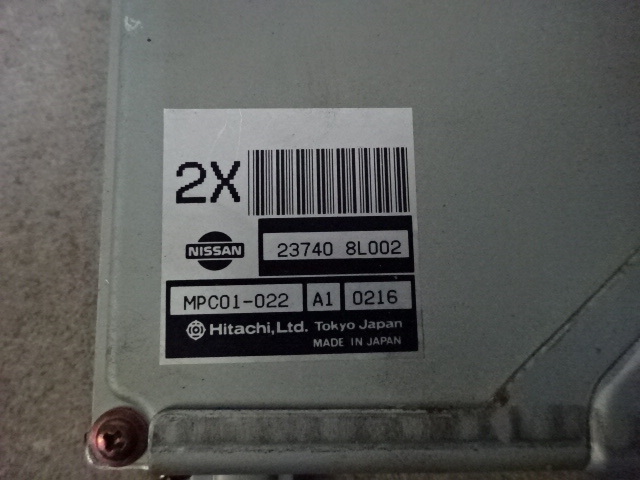 2X
NISSAN
23740 8L002
MPC01-022 A1 0216
Hitachi, Ltd. Tokyo Japan
MADE IN JAPAN